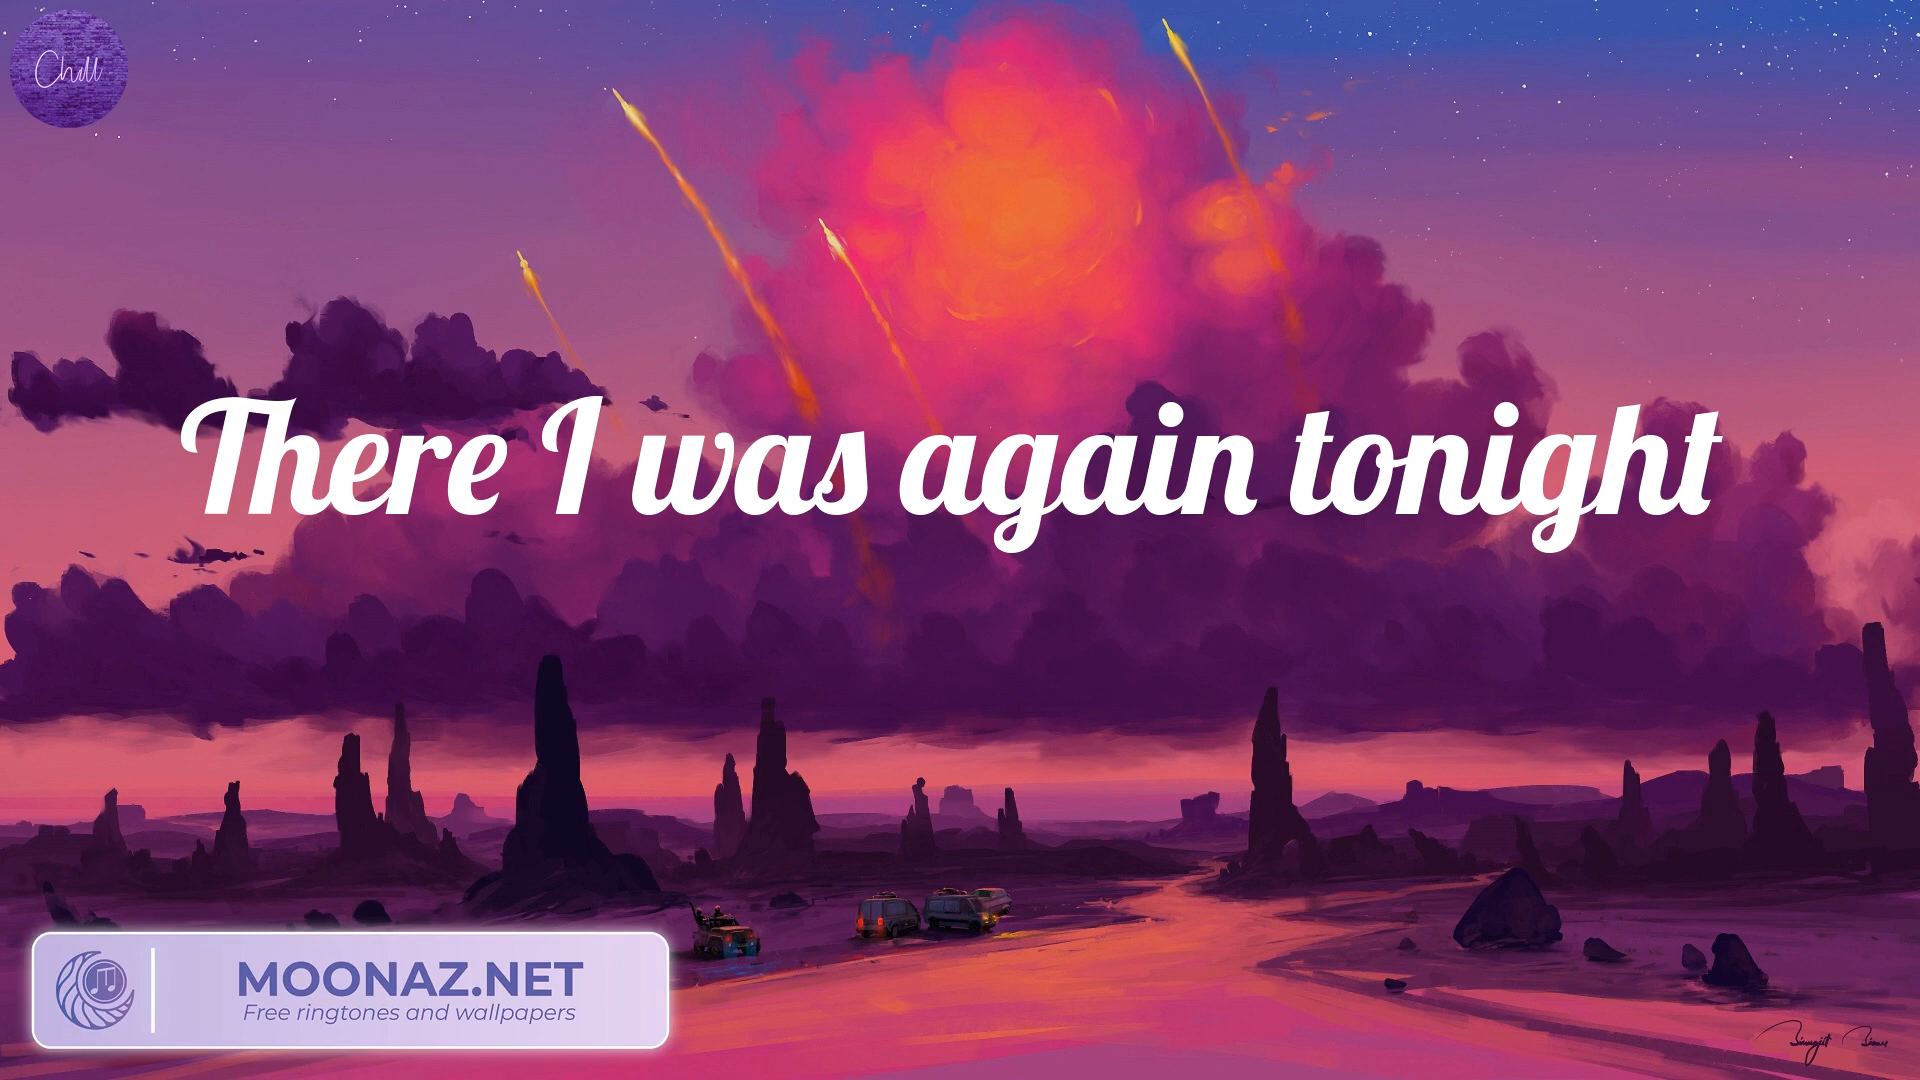 Chill
There I was again tonight
MOONAZ.NET
Free ringtones and wallpapers